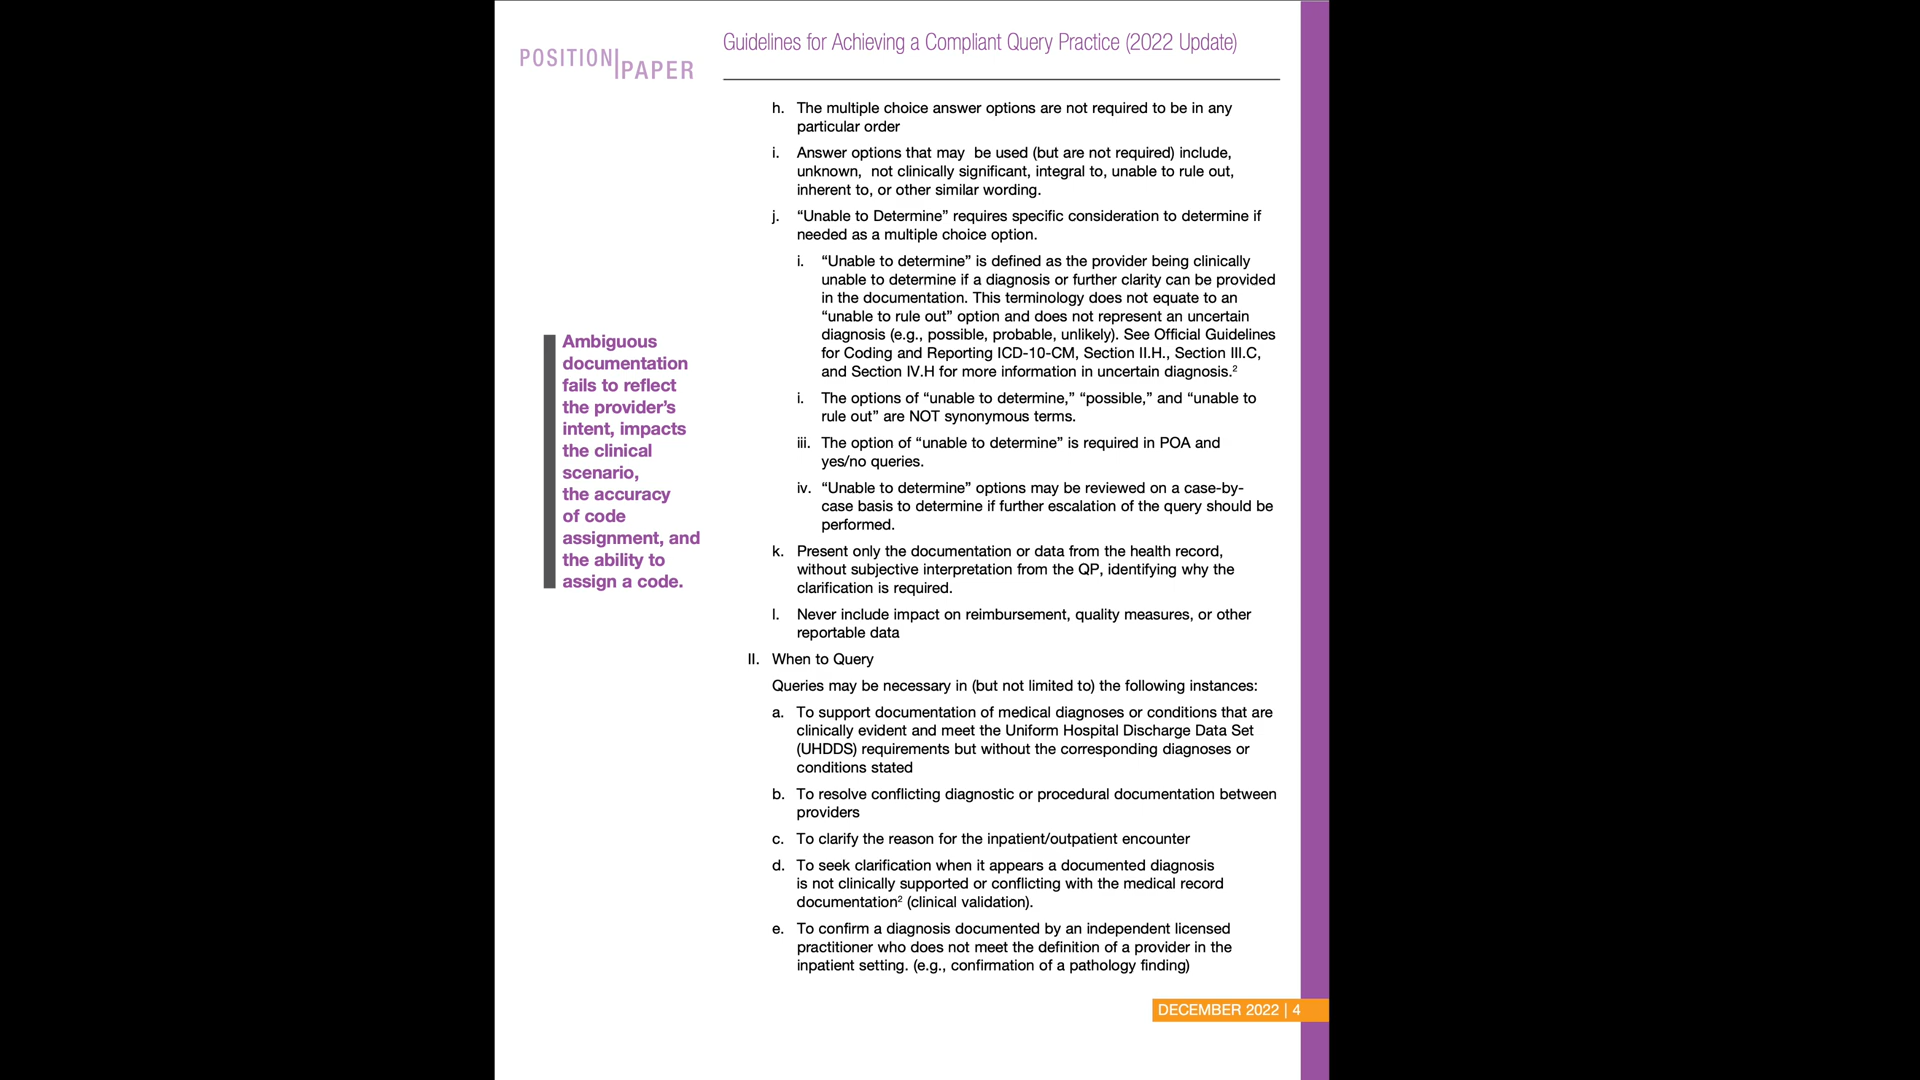 POSITION PAPER
Guidelines for Achieving a Compliant Query Practice (2022 Update)
h. The multiple choice answer options are not required to be in any
particular order
i. Answer options that may be used (but are not required) include,
unknown, not clinically significant, integral to, unable to rule out,
inherent to, or other similar wording.
j. “Unable to Determine” requires specific consideration to determine if
needed as a multiple choice option.
i. “Unable to determine” is defined as the provider being clinically
unable to determine if a diagnosis or further clarity can be provided
in the documentation. This terminology does not equate to an
“unable to rule out” option and does not represent an uncertain
diagnosis (e.g., possible, probable, unlikely). See Official Guidelines
for Coding and Reporting ICD-10-CM, Section II.H., Section III.C,
and Section IV.H for more information in uncertain diagnosis.²
i. The options of “unable to determine,” “possible,” and “unable to
rule out” are NOT synonymous terms.
iii. The option of “unable to determine” is required in POA and
yes/no queries.
iv. “Unable to determine” options may be reviewed on a case-by-
case basis to determine if further escalation of the query should be
performed.
k. Present only the documentation or data from the health record,
without subjective interpretation from the QP, identifying why the
clarification is required.
l. Never include impact on reimbursement, quality measures, or other
reportable data
II. When to Query
Queries may be necessary in (but not limited to) the following instances:
a. To support documentation of medical diagnoses or conditions that are
clinically evident and meet the Uniform Hospital Discharge Data Set
(UHDDS) requirements but without the corresponding diagnoses or
conditions stated
b. To resolve conflicting diagnostic or procedural documentation between
providers
c. To clarify the reason for the inpatient/outpatient encounter
d. To seek clarification when it appears a documented diagnosis
is not clinically supported or conflicting with the medical record
documentation² (clinical validation).
e. To confirm a diagnosis documented by an independent licensed
practitioner who does not meet the definition of a provider in the
inpatient setting. (e.g., confirmation of a pathology finding)
Ambiguous
documentation
fails to reflect
the provider’s
intent, impacts
the clinical
scenario,
the accuracy
of code
assignment, and
the ability to
assign a code.
DECEMBER 2022 | 4